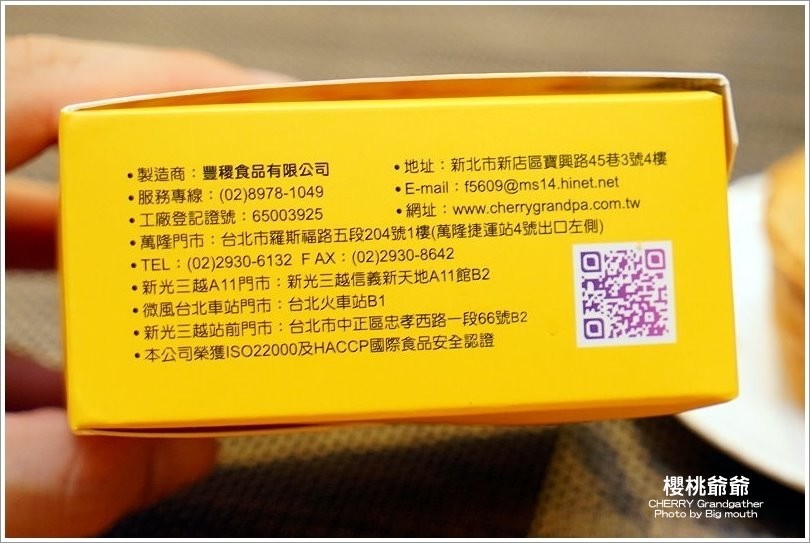 •製造商：豐稷食品有限公司
•服務專線：(02)8978-1049
•工廠登記證號：65003925
•地址：新北市新店區寶興路45巷3號4樓
•E-mail：f5609@ms14.hinet.net
•網址：www.cherrygrandpa.com.tw
•萬隆門市：台北市羅斯福路五段204號1樓(萬隆捷運站4號出口左側)
•TEL：(02)2930-6132 FAX：(02)2930-8642
•新光三越A11門市：新光三越信義新天地A11館B2
•微風台北車站門市：台北火車站B1
•新光三越站前門市：台北市中正區忠孝西路一段66號B2
•本公司榮獲ISO22000及HACCP國際食品安全認證
櫻桃爺爺
CHERRY Grandgather
Photo by Big mouth